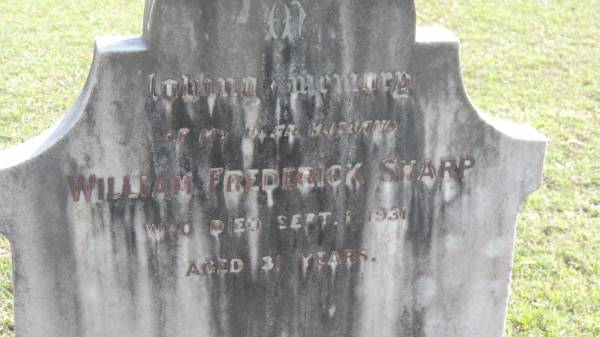 IN
loving memory
OF MY DEAR HUSBAND
WILLIAM FREDERICK SHARP
WHO DIED SEPT. 1, 1931
AGED YEARS.